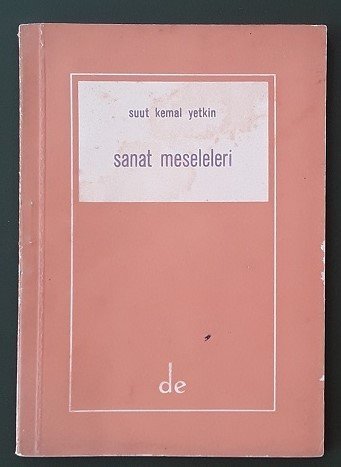 suut kemal yetkin
sanat meseleleri
de